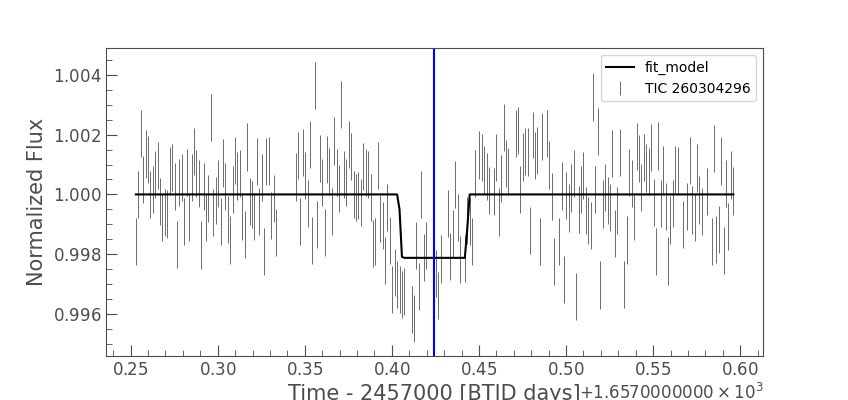 fit_model
TIC 260304296
1.004
1.002
1.000
0.998
0.996
Normalized Flux
0.25 0.30 0.35 0.40 0.45 0.50 0.55 0.60
Time - 2457000 [BTJD days]
+1.6570000000 × 10³